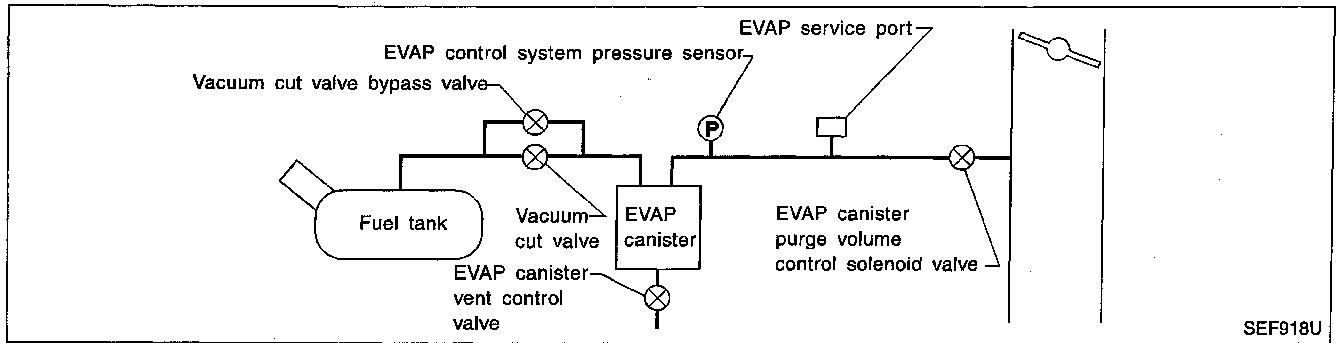 EVAP service port
EVAP control system pressure sensor
Vacuum cut valve bypass valve
P
Fuel tank
Vacuum
cut valve
EVAP
canister
EVAP canister
purge volume
control solenoid valve
EVAP canister
vent control
valve
SEF918U